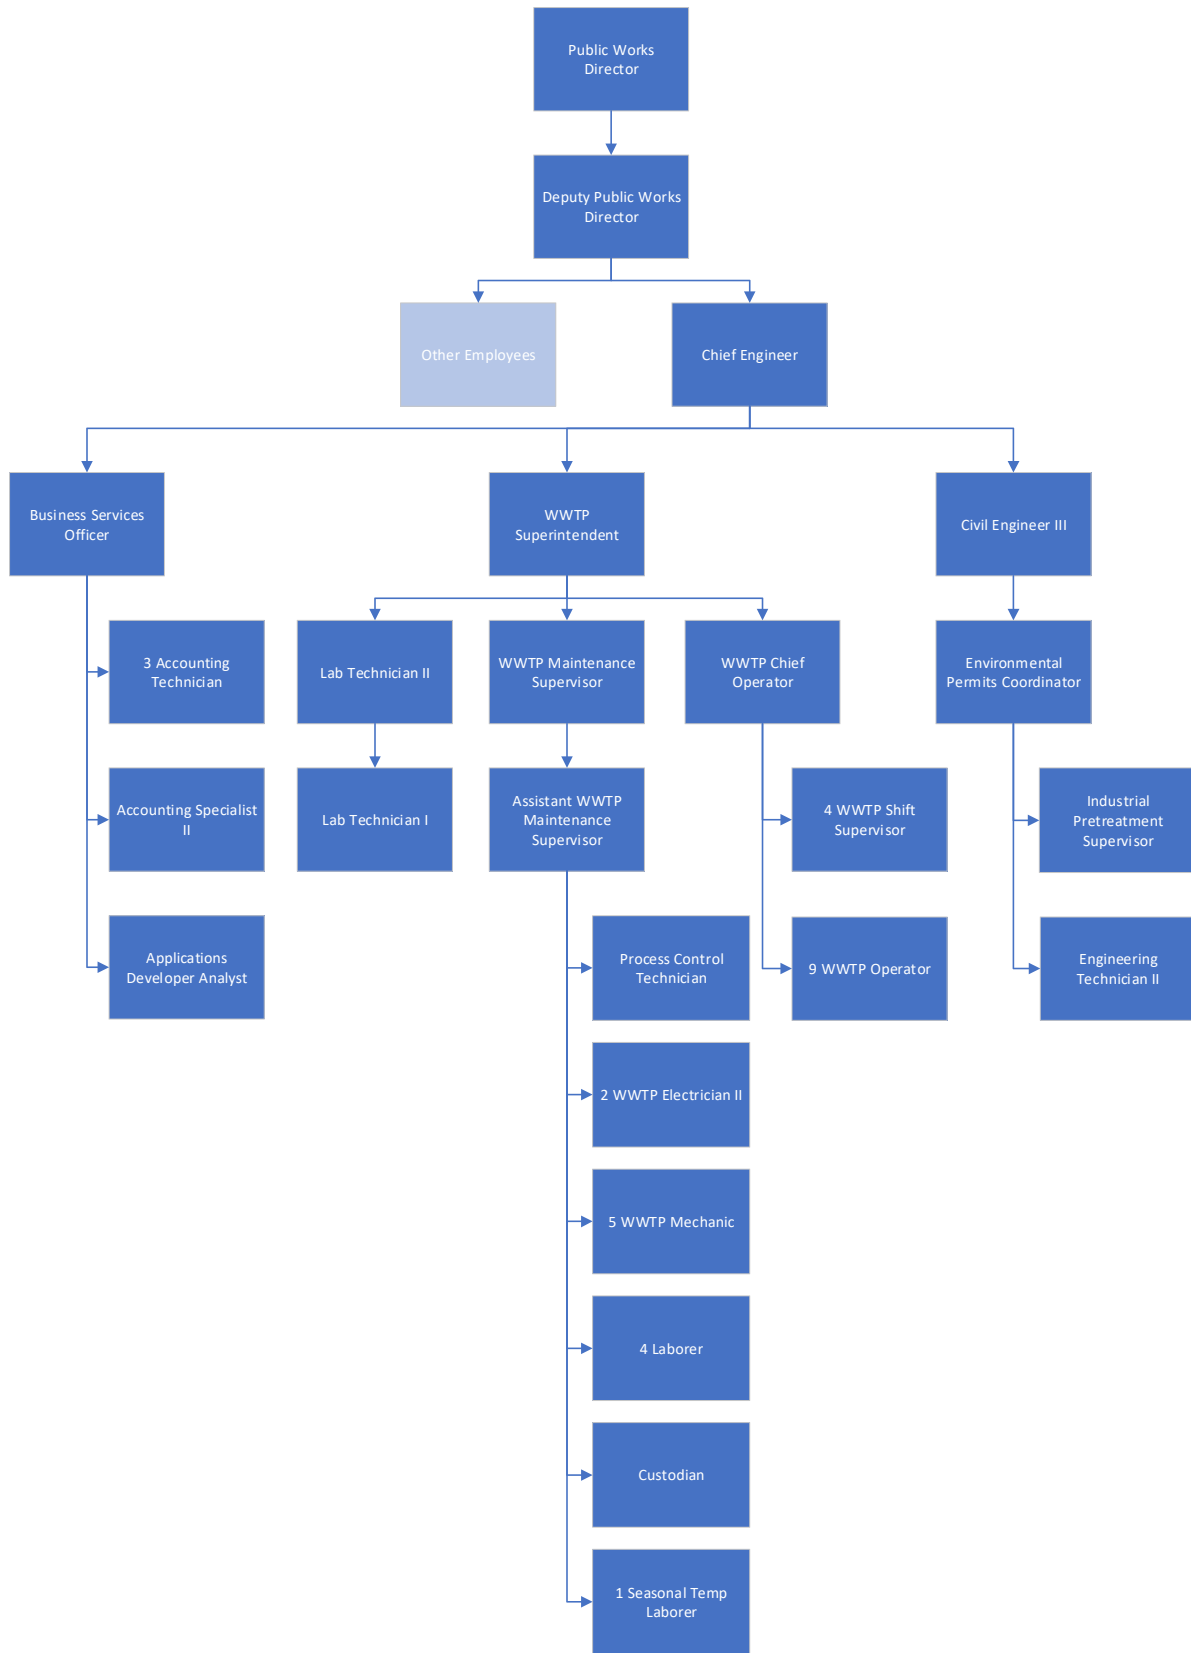 Public Works
Director
Deputy Public Works
Director
Other Employees
Chief Engineer
Business Services
Officer
WWTP
Superintendent
Civil Engineer III
3 Accounting
Technician
Lab Technician II
WWTP Maintenance
Supervisor
WWTP Chief
Operator
Environmental
Permits Coordinator
Accounting Specialist
II
Lab Technician I
Assistant WWTP
Maintenance
Supervisor
4 WWTP Shift
Supervisor
Industrial
Pretreatment
Supervisor
Applications
Developer Analyst
Process Control
Technician
9 WWTP Operator
Engineering
Technician II
2 WWTP Electrician II
5 WWTP Mechanic
4 Laborer
Custodian
1 Seasonal Temp
Laborer